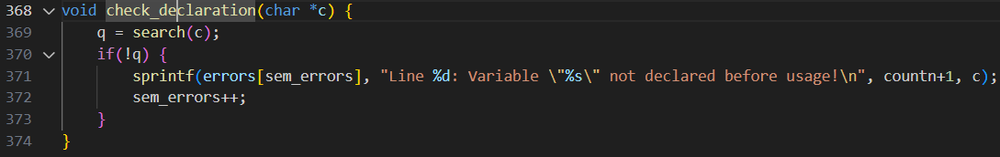 368 void check_declaration(char *c) {
369 q = search(c);
370 if(!q) {
371 sprintf(errors[sem_errors], "Line %d: Variable \"%s\" not declared before usage!\n", countn+1, c);
372 sem_errors++;
373 }
374 }